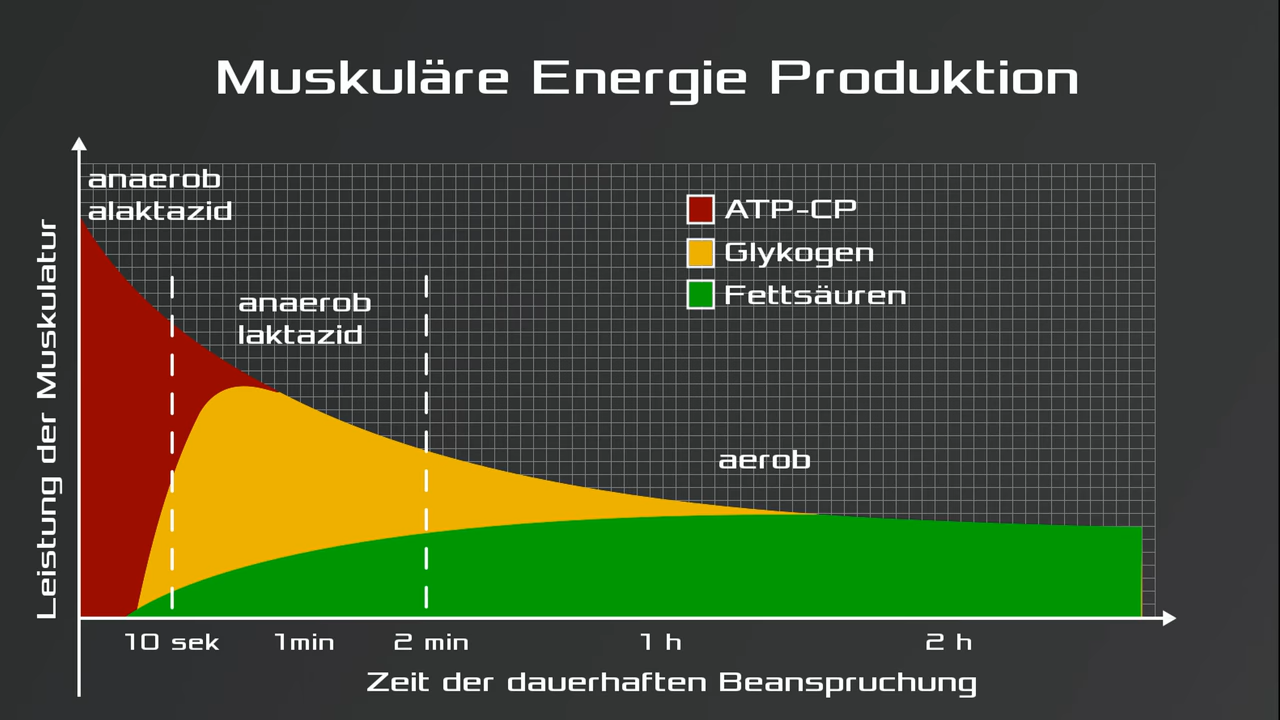 Muskuläre Energie Produktion
anaerob
alaktazid
ATP-CP
Glykogen
Fettsäuren
anaerob
laktazid
aerob
Leistung der Muskulatur
10 sek
1min
2 min
1 h
2 h
Zeit der dauerhaften Beanspruchung